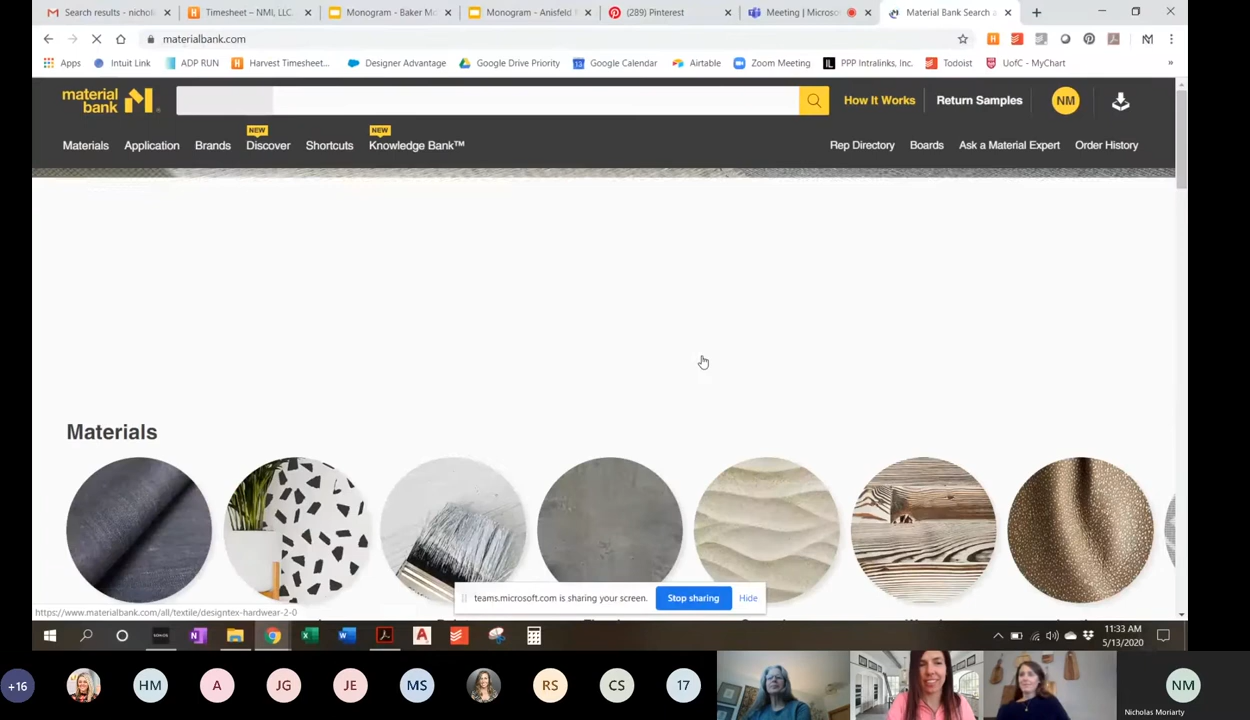 Search results - nichol
Timesheet – NMI, LLC.
Monogram - Baker Mo
Monogram - Anisfeld
(289) Pinterest
Meeting | Microso
Material Bank Search a
materialbank.com
Apps
Intuit Link
ADP RUN
Harvest Timesheet...
Designer Advantage
Google Drive Priority
Google Calendar
Airtable
Zoom Meeting
PPP Intralinks, Inc.
Todoist
UofC - MyChart
»
material
bank
How It Works
Return Samples
NM
NEW
NEW
Materials
Application
Brands
Discover
Shortcuts
Knowledge Bank™
Rep Directory
Boards
Ask a Material Expert
Order History
Materials
teams.microsoft.com is sharing your screen.
Stop sharing
Hide
https://www.materialbank.com/all/textile/designtex-hardwear-2-0
11:33 AM
5/13/2020
+16
HM
A
JG
JE
MS
RS
CS
17
NM
Nicholas Moriarty